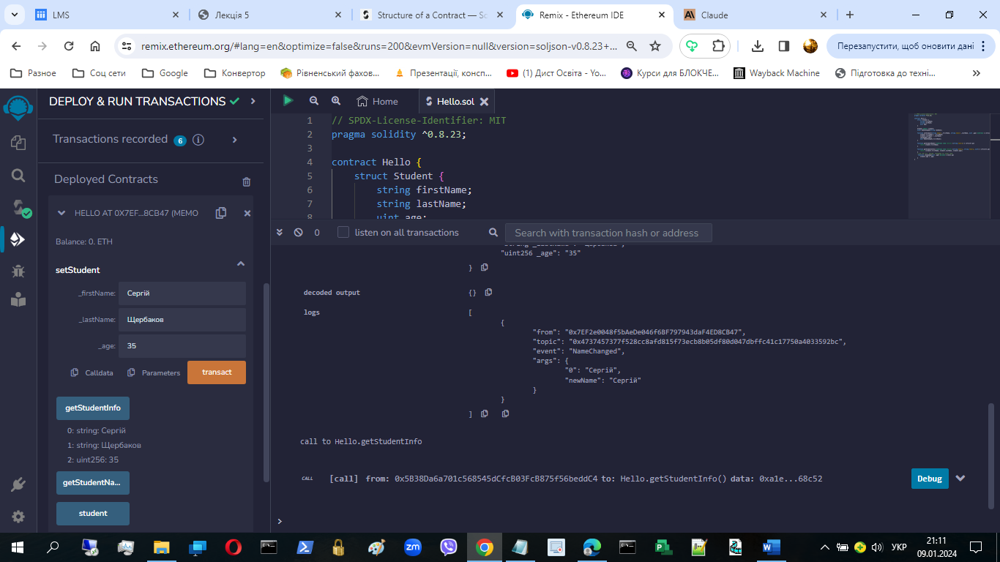 LMS
Лекція 5
Structure of a Contract — So
Remix - Ethereum IDE
Claude
remix.ethereum.org/#lang=en&optimize=false&runs=200&evmVersion=null&version=soljson-v0.8.23+...
Перезапустити, щоб оновити дані
Разное
Соц сети
Google
Конвертор
Рівненський фахов...
Презентації, консп...
(1) Дист Освіта - Yo...
Курси для БЛОКЧЕ...
Wayback Machine
Підготовка до техні...
DEPLOY & RUN TRANSACTIONS
Transactions recorded 6 i
Deployed Contracts
HELLO AT 0X7EF...8CB47 (MEMO
Balance: 0. ETH
setStudent
_firstName: Сергій
_lastName: Щербаков
_age: 35
Calldata Parameters transact
getStudentInfo
0: string: Сергій
1: string: Щербаков
2: uint256: 35
getStudentNa...
student
Home
Hello.sol
1 // SPDX-License-Identifier: MIT
2 pragma solidity ^0.8.23;
3
4 contract Hello {
5 struct Student {
6 string firstName;
7 string lastName;
8 uint age;
0 listen on all transactions Search with transaction hash or address
"uint256 _age": "35"
}
decoded output {}
logs [
{
"from": "0x7EF2e0048f5bAeDe046f6BF797943daF4ED8CB47",
"topic": "0x4737457377f528cc8afd815f73ecb8b05df80d047dbffc41c17750a4033592bc",
"event": "NameChanged",
"args": {
"0": "Сергій",
"newName": "Сергій"
}
}
]
call to Hello.getStudentInfo
CALL [call] from: 0x5B38Da6a701c568545dCfcB03FcB875f56beddC4 to: Hello.getStudentInfo() data: 0xa1e...68c52 Debug
>
zm
УКР
21:11
09.01.2024